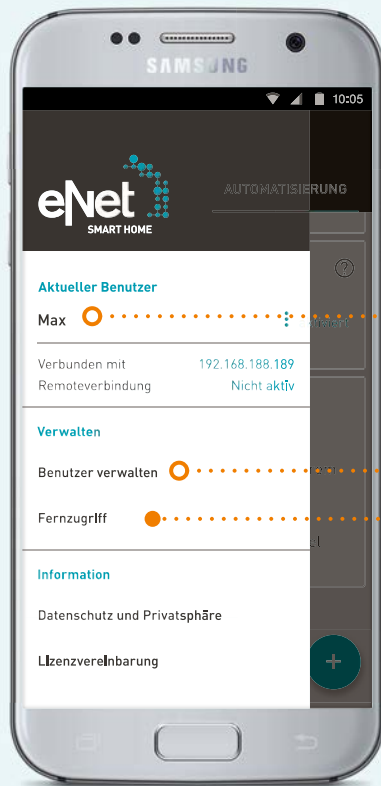 SAMSUNG
10:05
eNet
SMART HOME
AUTOMATISIERUNG
Aktueller Benutzer
Max
Verbunden mit 192.168.188.189
Remoteverbindung Nicht aktiv
Verwalten
Benutzer verwalten
Fernzugriff
Information
Datenschutz und Privatsphäre
Lizenzvereinbarung